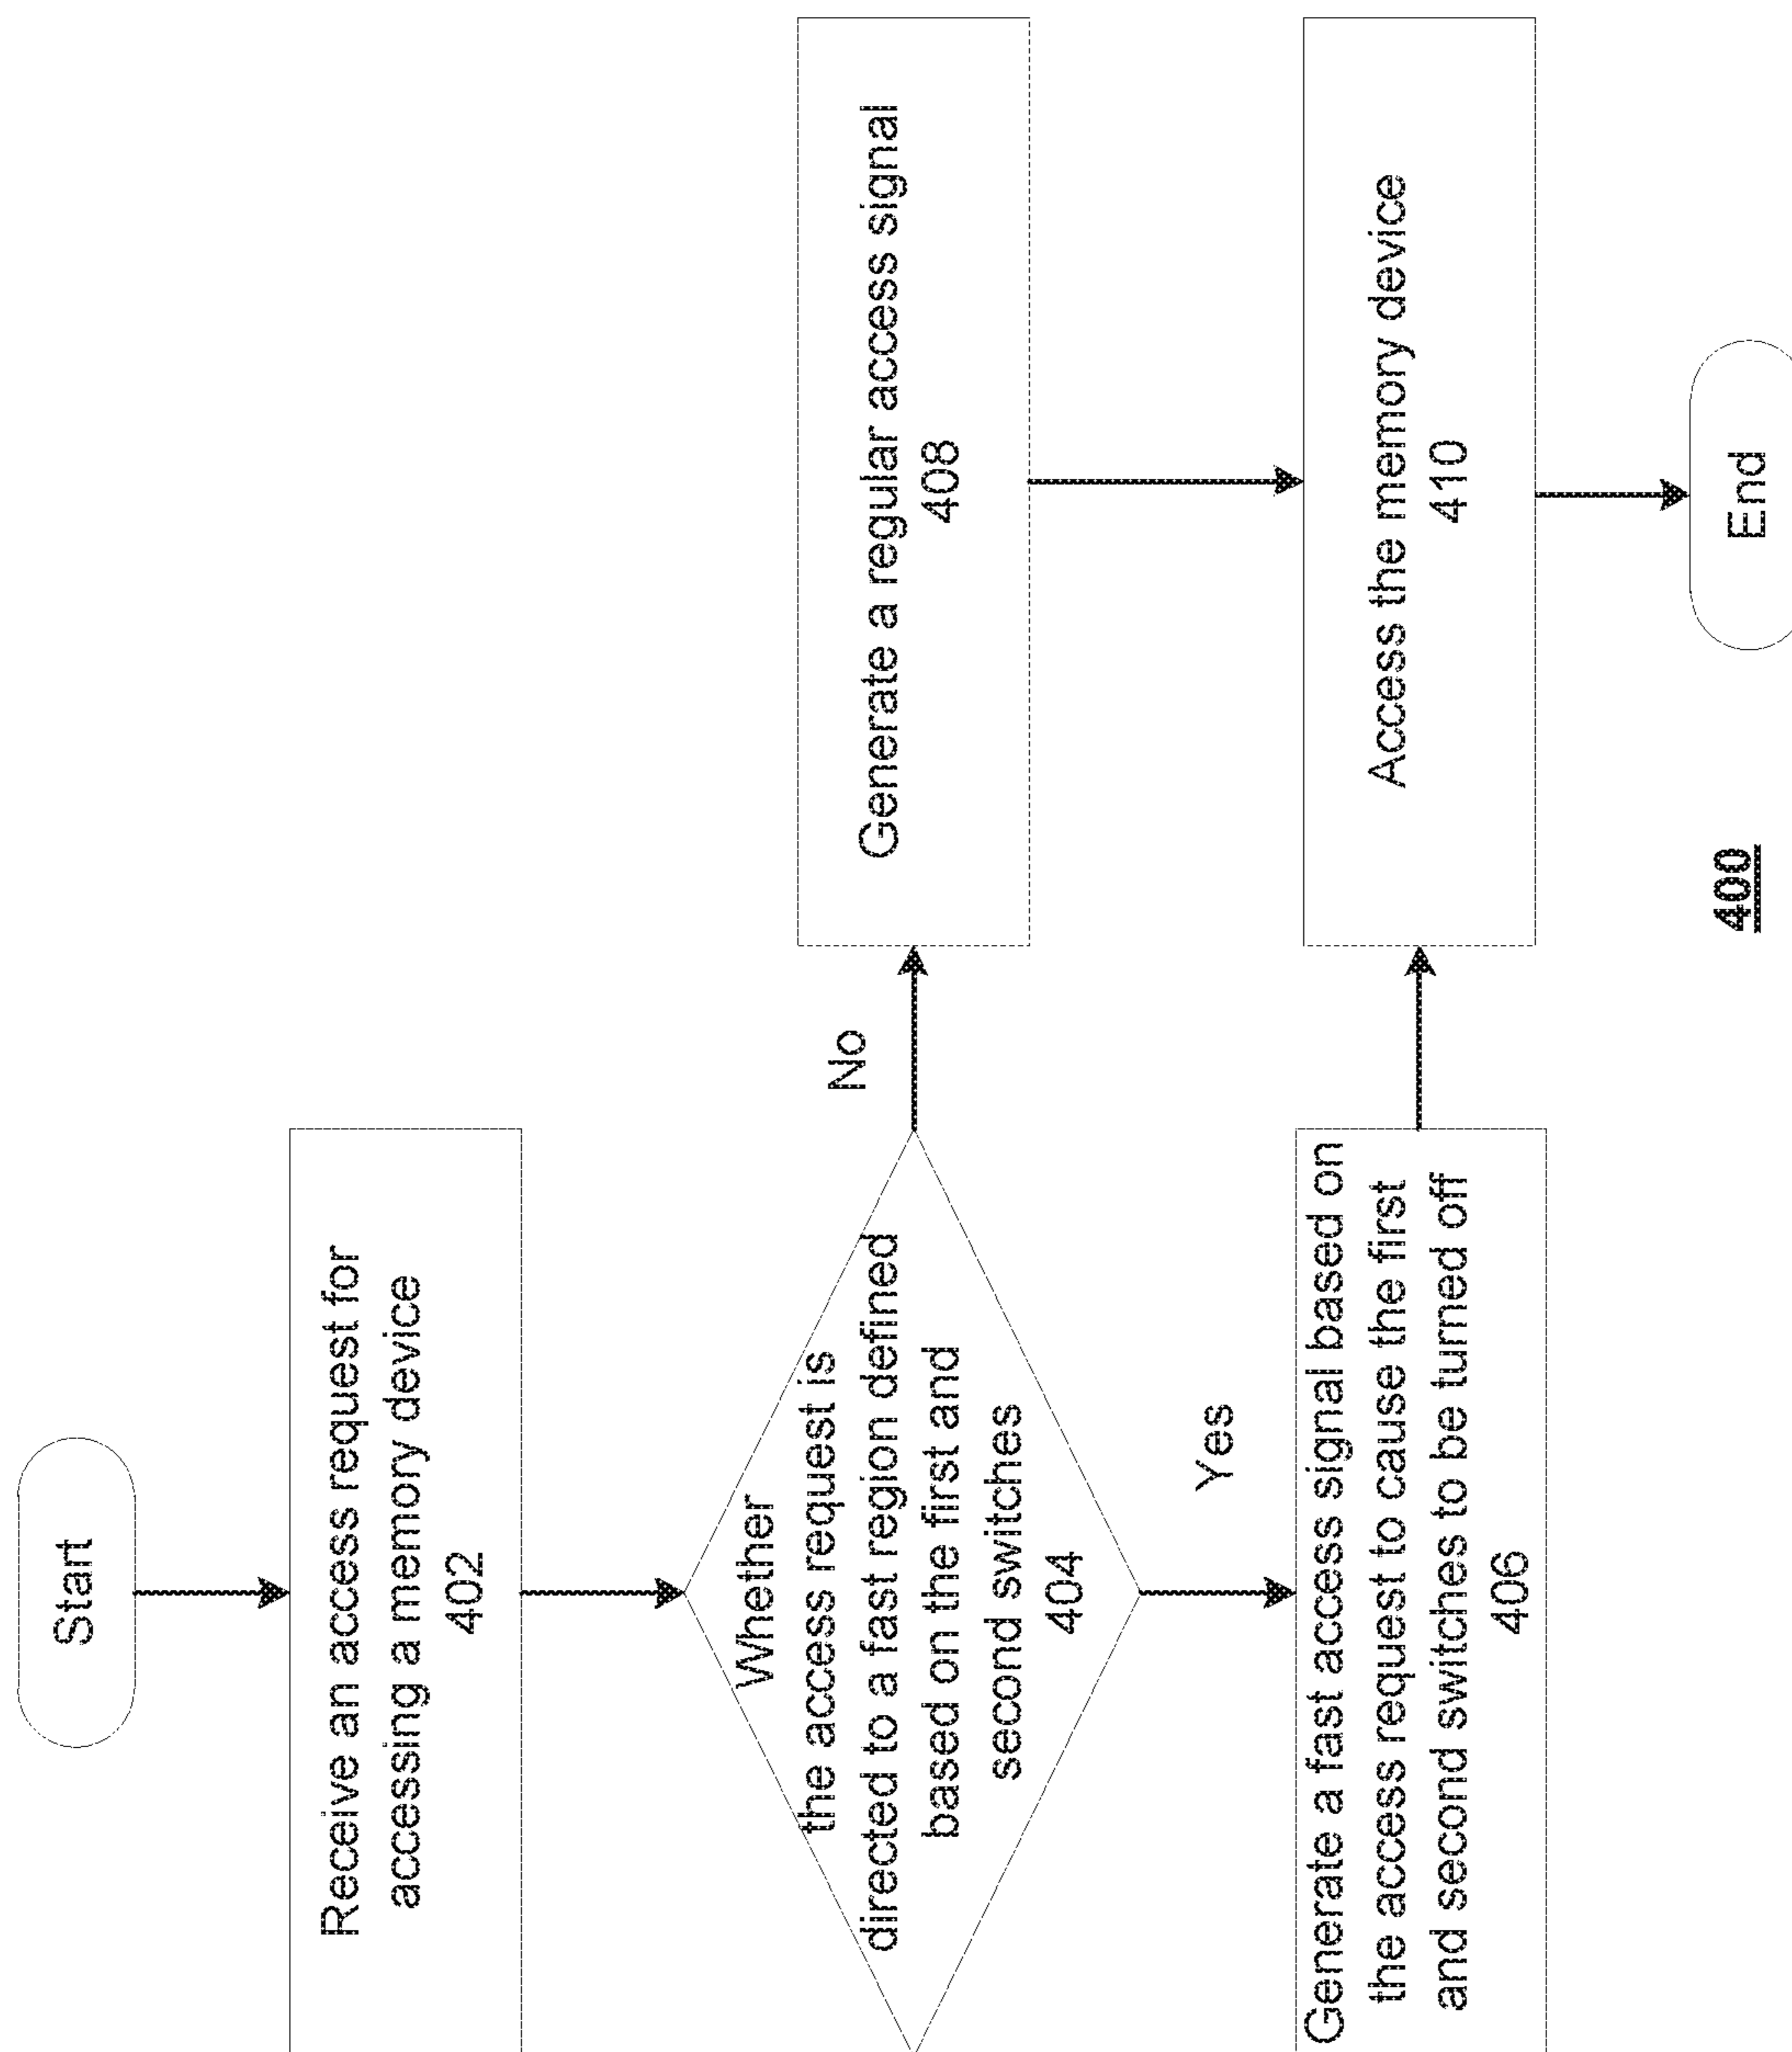 Start
Receive an access request for
accessing a memory device
402
Whether
the access request is
directed to a fast region defined
based on the first and
second switches
404
No
Yes
Generate a fast access signal based on
the access request to cause the first
and second switches to be turned off
406
Generate a regular access signal
408
Access the memory device
410
End
400